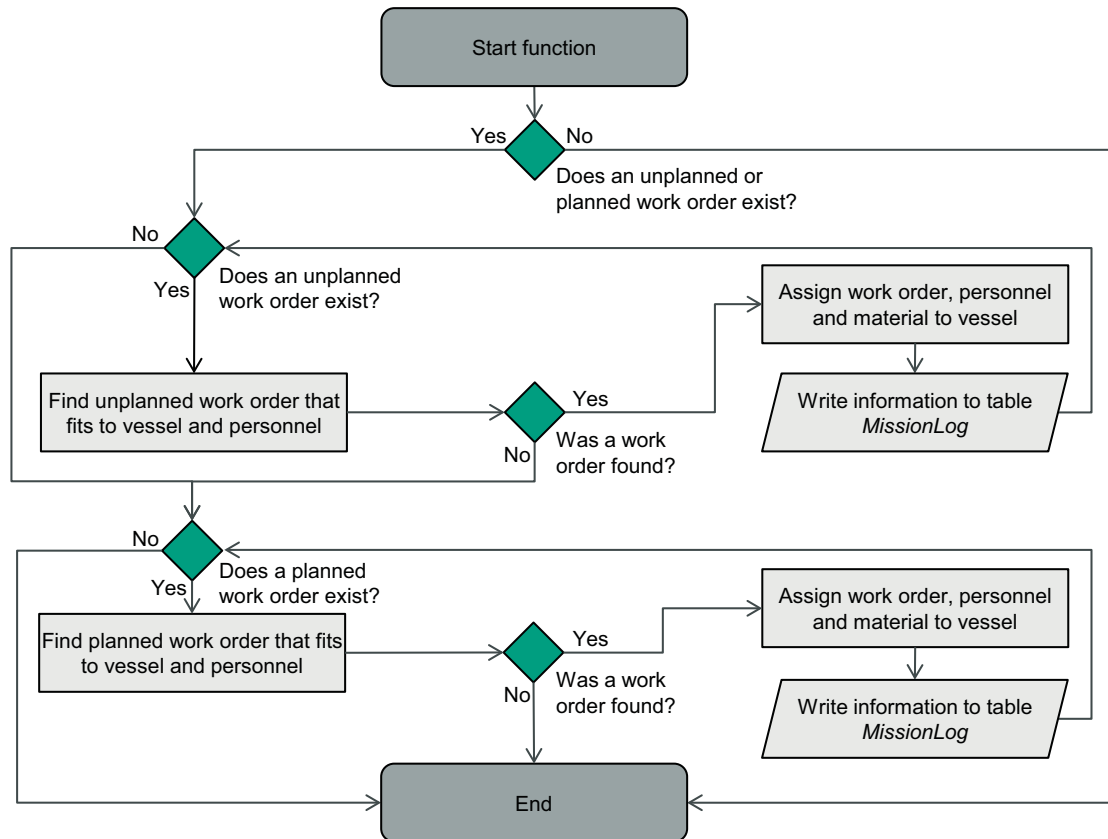 Start function
Yes
No
Does an unplanned or
planned work order exist?
No
Does an unplanned
work order exist?
Yes
Assign work order, personnel
and material to vessel
Find unplanned work order that
fits to vessel and personnel
Yes
Was a work
order found?
No
Write information to table
MissionLog
No
Does a planned
work order exist?
Yes
Assign work order, personnel
and material to vessel
Find planned work order that fits
to vessel and personnel
Yes
Was a work
order found?
No
Write information to table
MissionLog
End